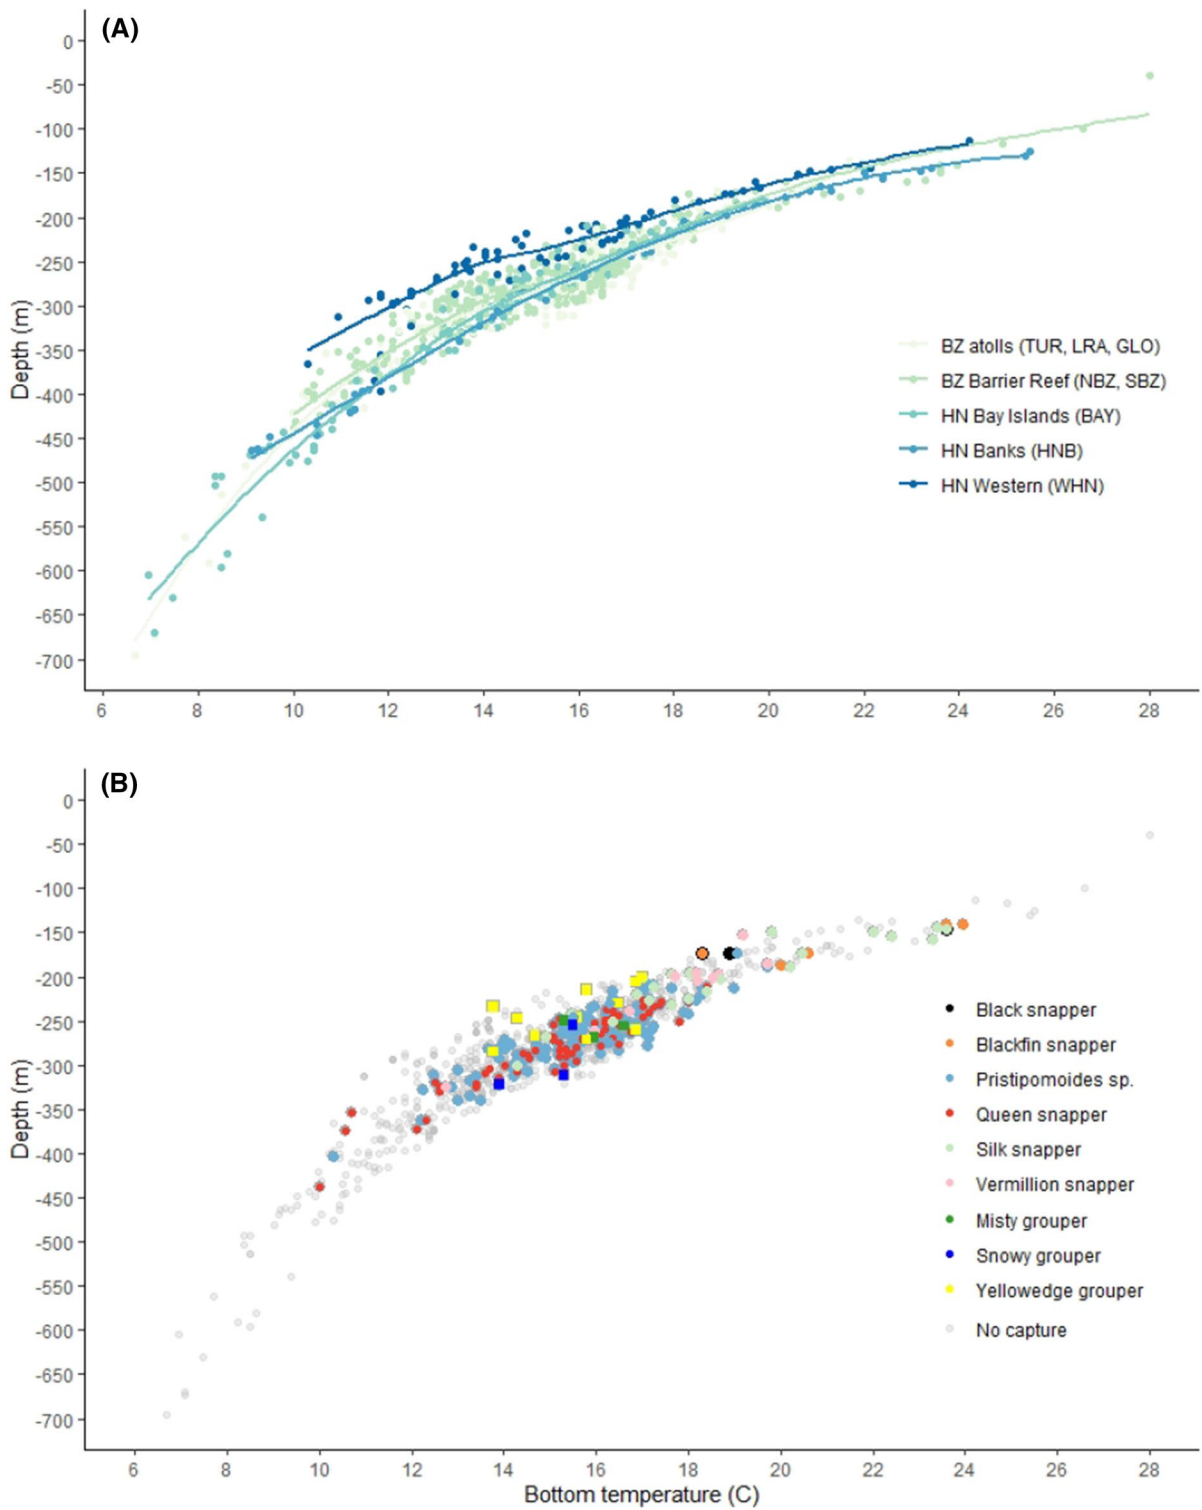 (A)
0
-50
-100
-150
-200
-250
-300
-350
-400
-450
-500
-550
-600
-650
-700
Depth (m)
BZ atolls (TUR, LRA, GLO)
BZ Barrier Reef (NBZ, SBZ)
HN Bay Islands (BAY)
HN Banks (HNB)
HN Western (WHN)
6 8 10 12 14 16 18 20 22 24 26 28
(B)
0
-50
-100
-150
-200
-250
-300
-350
-400
-450
-500
-550
-600
-650
-700
Depth (m)
Black snapper
Blackfin snapper
Pristipomoides sp.
Queen snapper
Silk snapper
Vermillion snapper
Misty grouper
Snowy grouper
Yellowedge grouper
No capture
6 8 10 12 14 16 18 20 22 24 26 28
Bottom temperature (C)